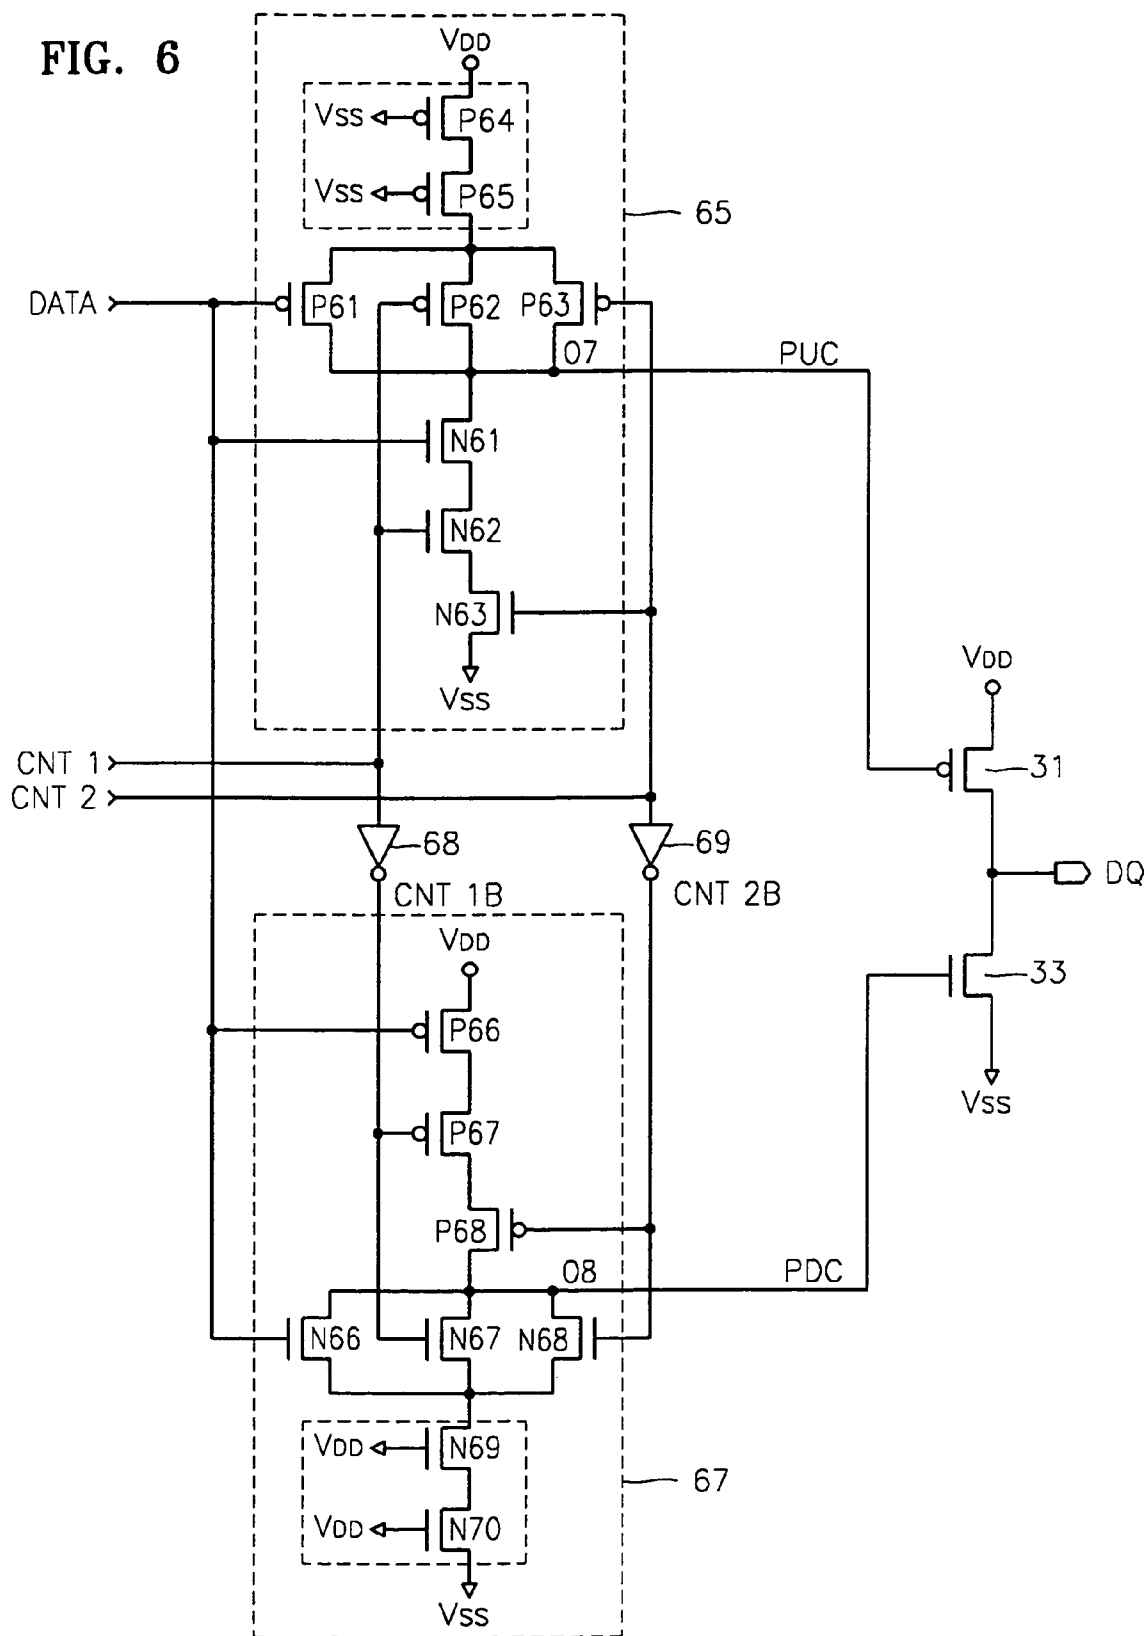 FIG. 6
VDD
VSS
P64
VSS
P65
65
DATA
P61
P62
P63
O7
PUC
N61
N62
N63
VSS
VDD
31
CNT 1
CNT 2
68
69
CNT 1B
CNT 2B
DQ
VDD
33
P66
VSS
P67
P68
O8
PDC
N66
N67
N68
VDD
N69
67
VDD
N70
VSS